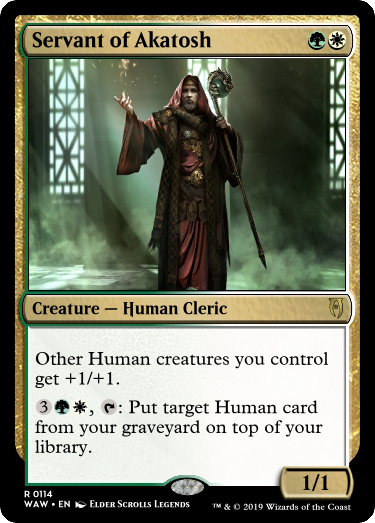 Servant of Akatosh
Creature — Human Cleric
Other Human creatures you control
get +1/+1.
3, : Put target Human card
from your graveyard on top of your
library.
1/1
R 0114
WAW • EN ELDER SCROLLS LEGENDS
™ & © 2019 Wizards of the Coast